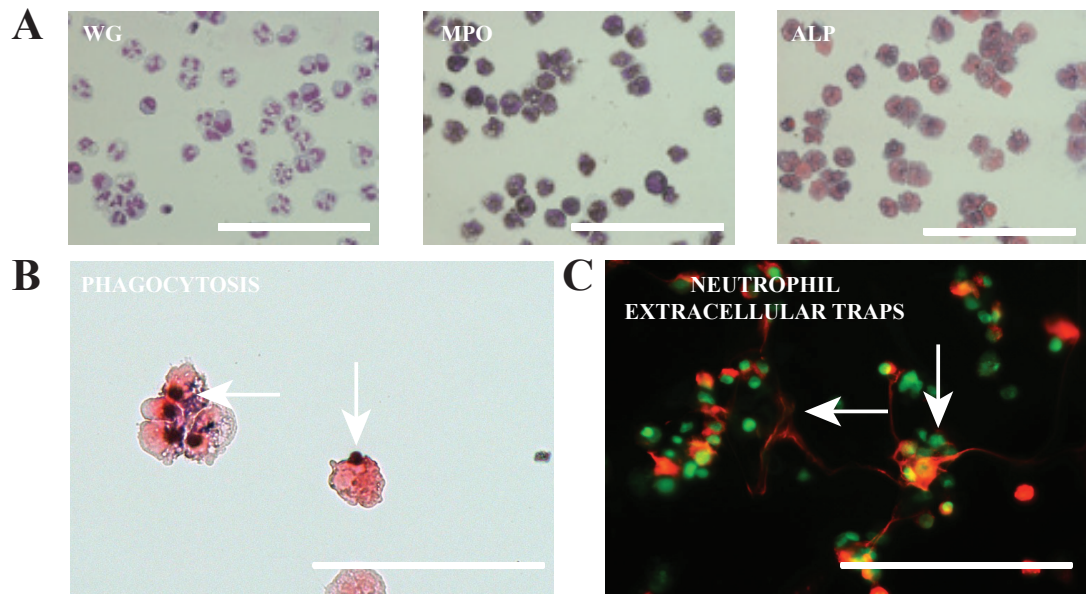 A
WG
MPO
ALP
B
PHAGOCYTOSIS
C
NEUTROPHIL
EXTRACELLULAR TRAPS